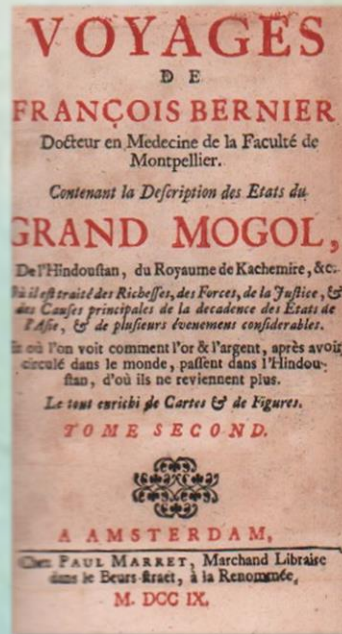 VOYAGES
DE
FRANÇOIS BERNIER
Docteur en Medecine de la Faculté de
Montpellier.
Contenant la Deſcription des Etats du
GRAND MOGOL,
De l'Hindouſtan, du Royaume de Kachemire, &c.
Où il eſt traité des Richeſſes, des Forces, de la Juſtice, &
des Cauſes principales de la decadence des Etats de
l'Aſie, & de pluſieurs évenemens conſiderables.
Et où l'on voit comment l'or & l'argent, après avoir
circulé dans le monde, paſſent dans l'Hindou-
ſtan, d'où ils ne reviennent plus.
Le tout enrichi de Cartes & de Figures.
TOME SECOND.
A AMSTERDAM,
Chez PAUL MARRET, Marchand Libraire
dans le Beurs-ſtraet, à la Renommée,
M. DCC IX.